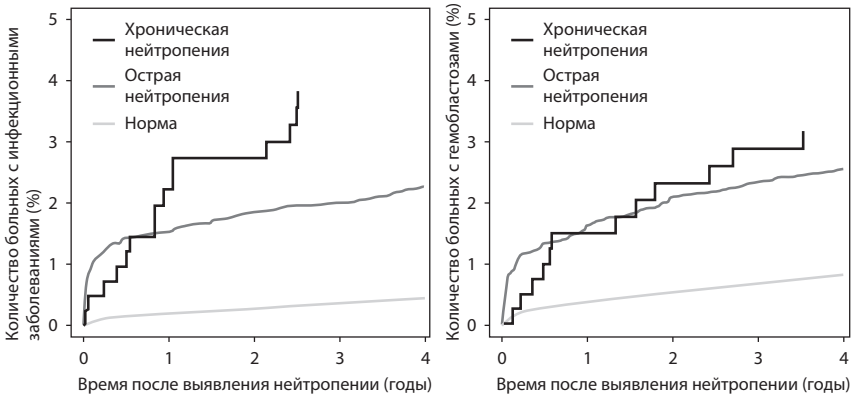 Количество больных с инфекционными
заболеваниями (%)
5
4
3
2
1
0
Хроническая
нейтропения
Острая
нейтропения
Норма
0 1 2 3 4
Время после выявления нейтропении (годы)
Количество больных с гемобластозами (%)
5
4
3
2
1
0
Хроническая
нейтропения
Острая
нейтропения
Норма
0 1 2 3 4
Время после выявления нейтропении (годы)